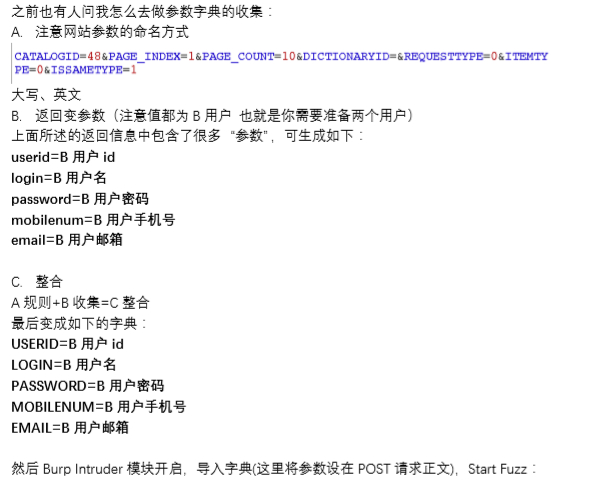 之前也有人问我怎么去做参数字典的收集：
A. 注意网站参数的命名方式
CATALOGID=48&PAGE_INDEX=1&PAGE_COUNT=10&DICTIONARYID=&REQUESTTYPE=0&ITEMTY
PE=0&ISSAMETYPE=1
大写、英文
B. 返回变参数（注意值都为 B 用户 也就是你需要准备两个用户）
上面所述的返回信息中包含了很多 “参数”，可生成如下：
userid=B 用户 id
login=B 用户名
password=B 用户密码
mobilenum=B 用户手机号
email=B 用户邮箱
C. 整合
A 规则+B 收集=C 整合
最后变成如下的字典：
USERID=B 用户 id
LOGIN=B 用户名
PASSWORD=B 用户密码
MOBILENUM=B 用户手机号
EMAIL=B 用户邮箱
然后 Burp Intruder 模块开启，导入字典(这里将参数设在 POST 请求正文)，Start Fuzz：